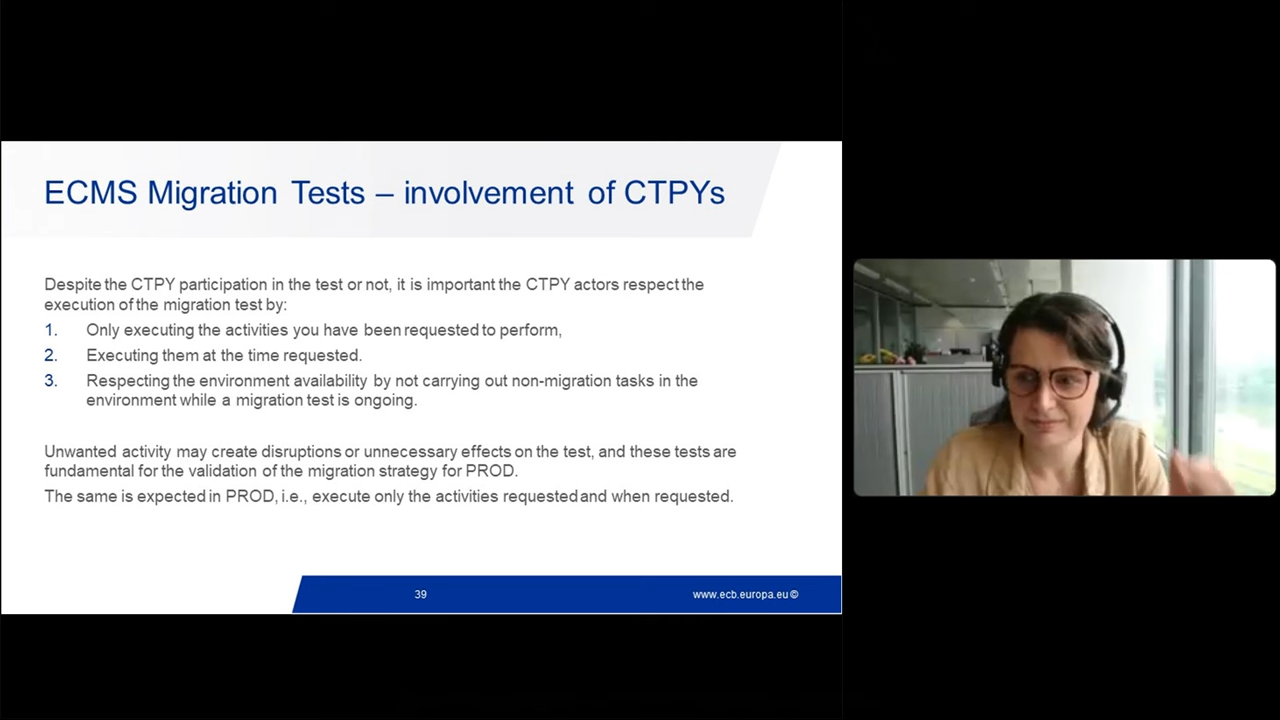 ECMS Migration Tests – involvement of CTPYs
Despite the CTPY participation in the test or not, it is important the CTPY actors respect the
execution of the migration test by:
1. Only executing the activities you have been requested to perform,
2. Executing them at the time requested.
3. Respecting the environment availability by not carrying out non-migration tasks in the
environment while a migration test is ongoing.
Unwanted activity may create disruptions or unnecessary effects on the test, and these tests are
fundamental for the validation of the migration strategy for PROD.
The same is expected in PROD, i.e., execute only the activities requested and when requested.
39
www.ecb.europa.eu ©